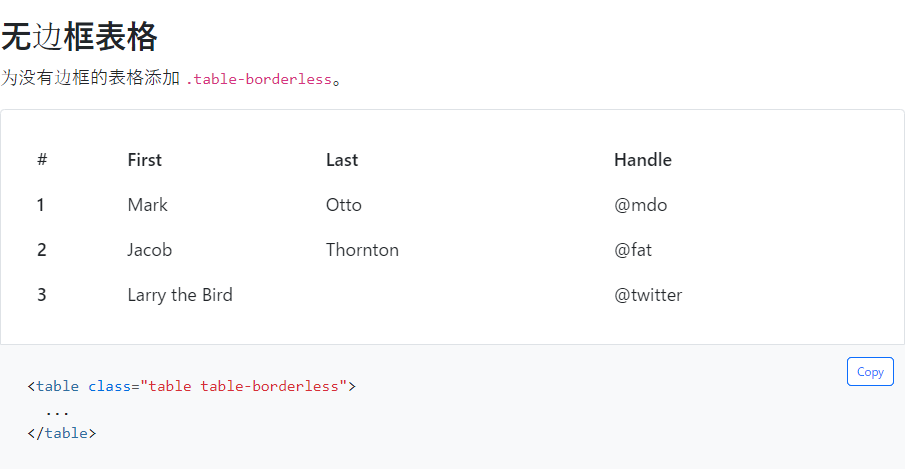 无边框表格
为没有边框的表格添加 .table-borderless。
# First Last Handle
1 Mark Otto @mdo
2 Jacob Thornton @fat
3 Larry the Bird @twitter
Copy
<table class="table table-borderless">
...
</table>